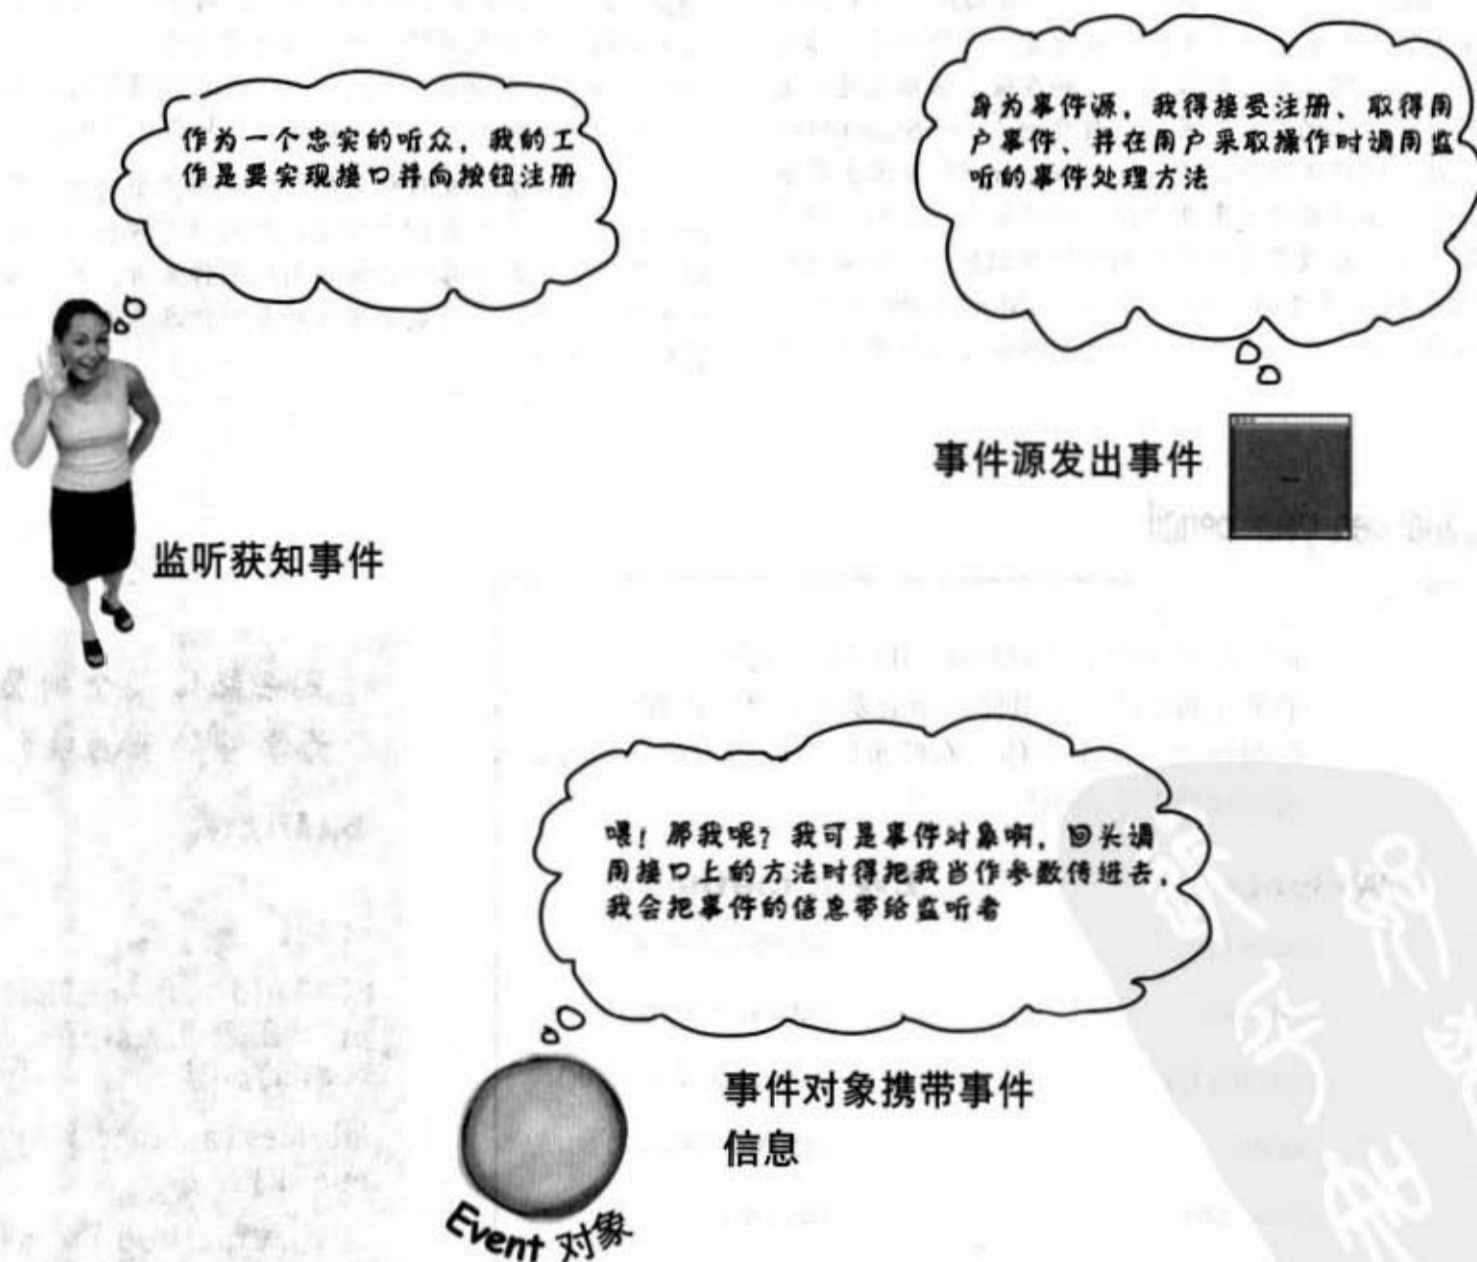 作为一个忠实的听众，我的工
作是要实现接口并向按钮注册
身为事件源，我得接受注册、取得用
户事件，并在用户采取操作时调用监
听的事件处理方法
事件源发出事件
监听获知事件
喂！那我呢？我可是事件对象啊，回头调
用接口上的方法时得把我当作参数传进去，
我会把事件的信息带给监听者
事件对象携带事件
信息
Event 对象